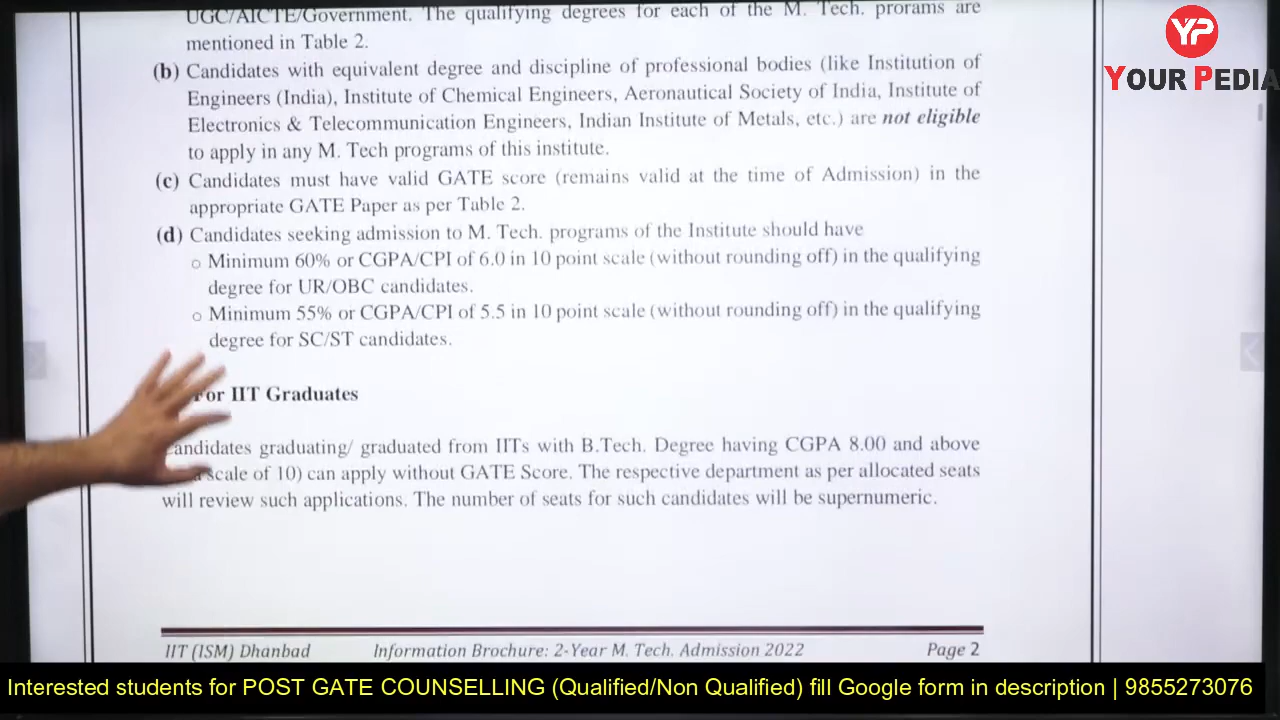 UGC/AICTE/Government. The qualifying degrees for each of the M. Tech. prorams are
mentioned in Table 2.
(b) Candidates with equivalent degree and discipline of professional bodies (like Institution of
Engineers (India), Institute of Chemical Engineers, Aeronautical Society of India, Institute of
Electronics & Telecommunication Engineers, Indian Institute of Metals, etc.) are not eligible
to apply in any M. Tech programs of this institute.
(c) Candidates must have valid GATE score (remains valid at the time of Admission) in the
appropriate GATE Paper as per Table 2.
(d) Candidates seeking admission to M. Tech. programs of the Institute should have
o Minimum 60% or CGPA/CPI of 6.0 in 10 point scale (without rounding off) in the qualifying
degree for UR/OBC candidates.
o Minimum 55% or CGPA/CPI of 5.5 in 10 point scale (without rounding off) in the qualifying
degree for SC/ST candidates.
For IIT Graduates
Candidates graduating/ graduated from IITs with B.Tech. Degree having CGPA 8.00 and above
scale of 10) can apply without GATE Score. The respective department as per allocated seats
will review such applications. The number of seats for such candidates will be supernumeric.
IIT (ISM) Dhanbad Information Brochure: 2-Year M. Tech. Admission 2022 Page 2
YP
YOUR PEDIA
Interested students for POST GATE COUNSELLING (Qualified/Non Qualified) fill Google form in description | 9855273076